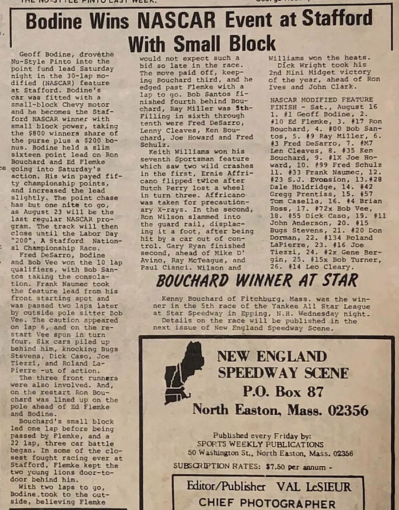 THE NU-STYLE PINTO LAST WEEK.
Bodine Wins NASCAR Event at Stafford
With Small Block
Geoff Bodine, drovethe
Nu-Style Pinto into the
point fund lead Saturday
night in the 30-lap mo-
dified (NASCAR) feature
at Stafford. Bodine's
car was fitted with a
small-block Chevy motor
and he becomes the Staf
ford NASCAR winner with
small block power, taking
the $800 winners share of
the purse plus a $200 bo-
nus. Bodine held a slim
sixteen point lead on Ron
Bouchard and Ed Flemke
going into Saturday's
action. His win payed fif-
ty championship points,
and increased the lead
slightly. The point chase
has but one nite to go,
as August 23 will be the
last regular NASCAR pro-
gram. The track will then
close until the Labor Day
"200", A Stafford Nation-
al Championship Race.
Fred DeSarro, Bodine
and Bob Vee won the 10 lap
qualifiers, with Bob San-
tos taking the consola-
tion. Frank Naumec took
the feature lead from his
front starting spot and
was passed two laps later
by outside pole sitter Bob
Vee. The caution appeared
on lap 6, and on the re-
start Vee spun in turn
four. Six cars piled up
behind him, knocking Bugs
Stevens, Dick Caso, Joe
Tierzi, and Roland La-
Pierre out of action.
The three front runners
were also involved. And,
on the restart Ron Bou-
chard was lined up on the
pole ahead of Ed Flemke
and Bodine.
Bouchard's small block
led one lap before being
passed by Flemke, and a
22 lap, three car battle
began. In some of the clo-
sest fought racing ever at
Stafford, Flemke kept the
two young lions door-to-
door behind him.
With two laps to go,
Bodine took to the out-
side, believing Flemke
would not expect such a
bid so late in the race.
The move paid off, keep-
ing Bouchard third, and he
edged past Flemke with a
lap to go. Bob Santos fi-
nished fourth behind Bou-
chard, Ray Miller was 5th.
Filling in sixth through
tenth were Fred DeSarro,
Lenny Cleaves, Ken Bou-
chard, Joe Howard and Fred
Schulz.
Keith Williams won his
seventh Sportsman feature
which saw two wild crashes
in the first, Ernie Affri-
cano flipped twice after
Butch Perry lost a wheel
in turn three. Affricano
was taken for precaution-
ary X-rays. In the second,
Ron Wilson slammed into
the guard rail, displac-
ing it a foot, after being
hit by a car out of con-
trol. Gary Ryan finished
second, ahead of Mike D'
Arino, Ray McTeague, and
Paul Cianci. Wilson and
Williams won the heats.
Dick Wright took his
2nd Mini Midget victory
of the year, ahead of Ron
Ives and John Clark.
NASCAR MODIFIED FEATURE
FINISH - Sat., August 16
1. #1 Geoff Bodine, 2.
#10 Ed Flemke, 3. #17 Ron
Bouchard, 4. #00 Bob San-
tos, 5. #9 Ray Miller, 6.
#3 Fred DeSarro, 7. #K7
Len Cleaves, 8. #35 Ken
Bouchard, 9. #1X Joe Ho-
ward, 10. #99 Fred Schulz
11. #33 Frank Naumec, 12.
#23 S.J. Evonsion, 13. #28
Dale Holdridge, 14. #42
Gregg Prentiss, 15. #57
Tom Casella, 16. #4 Brian
Ross, 17. #72x Bob Vee,
18. #55 Dick Caso, 19. #11
John Anderson, 20. #15
Bugs Stevens, 21. #20 Don
Dorman, 22. #134 Roland
LaPierre, 23. #16 Joe
Tierzi, 24. #2x Gene Ber-
gin, 25. #15x Bob Turner,
26. #14 Leo Cleary.
BOUCHARD WINNER AT STAR
Kenny Bouchard of Fitchburg, Mass. was the win-
ner in the 5th race of the Yankee All Star League
at Star Speedway in Epping, N.H. Wednesday night.
Details on the race will be published in the
next issue of New England Speedway Scene.
NEW ENGLAND
SPEEDWAY SCENE
P.O. Box 87
North Easton, Mass. 02356
Published every Friday by:
SPORTS WEEKLY PUBLICATIONS
50 Washington St., North Easton, Mass. 02356
SUBSCRIPTION RATES: $7.50 per annum -
Editor/Publisher VAL LeSIEUR
CHIEF PHOTOGRAPHER